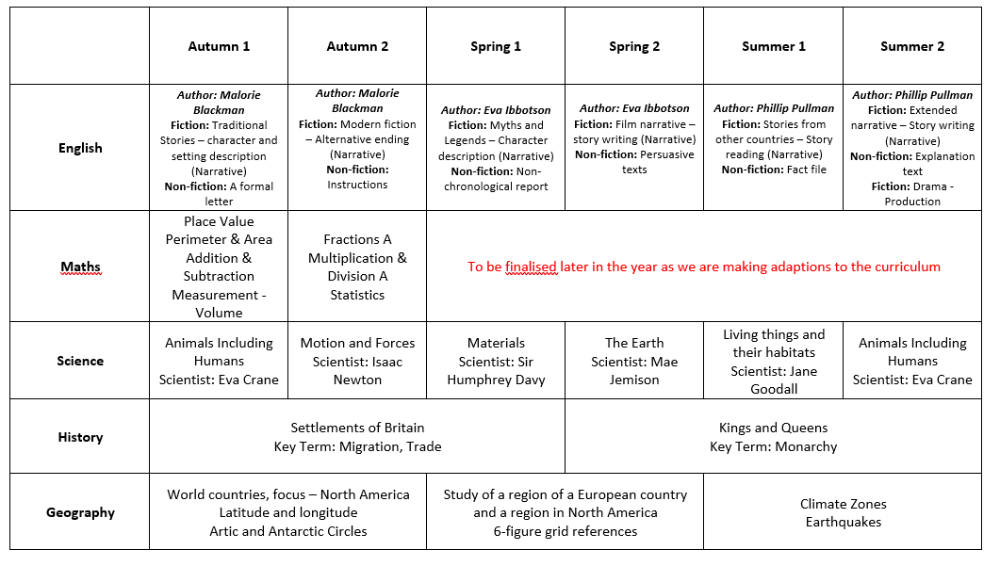 Autumn 1
Autumn 2
Spring 1
Spring 2
Summer 1
Summer 2
English
Author: Malorie
Blackman
Fiction: Traditional
Stories – character and
setting description
(Narrative)
Non-fiction: A formal
letter
Author: Malorie
Blackman
Fiction: Modern fiction
– Alternative ending
(Narrative)
Non-fiction:
Instructions
Author: Eva Ibbotson
Fiction: Myths and
Legends – Character
description (Narrative)
Non-fiction: Non-
chronological report
Author: Eva Ibbotson
Fiction: Film narrative –
story writing (Narrative)
Non-fiction: Persuasive
texts
Author: Phillip Pullman
Fiction: Stories from
other countries – Story
reading (Narrative)
Non-fiction: Fact file
Author: Phillip Pullman
Fiction: Extended
narrative – Story writing
(Narrative)
Non-fiction: Explanation
text
Fiction: Drama -
Production
Maths
Place Value
Perimeter & Area
Addition &
Subtraction
Measurement -
Volume
Fractions A
Multiplication &
Division A
Statistics
To be finalised later in the year as we are making adaptions to the curriculum
Science
Animals Including
Humans
Scientist: Eva Crane
Motion and Forces
Scientist: Isaac
Newton
Materials
Scientist: Sir
Humphrey Davy
The Earth
Scientist: Mae
Jemison
Living things and
their habitats
Scientist: Jane
Goodall
Animals Including
Humans
Scientist: Eva Crane
History
Settlements of Britain
Key Term: Migration, Trade
Kings and Queens
Key Term: Monarchy
Geography
World countries, focus – North America
Latitude and longitude
Artic and Antarctic Circles
Study of a region of a European country
and a region in North America
6-figure grid references
Climate Zones
Earthquakes